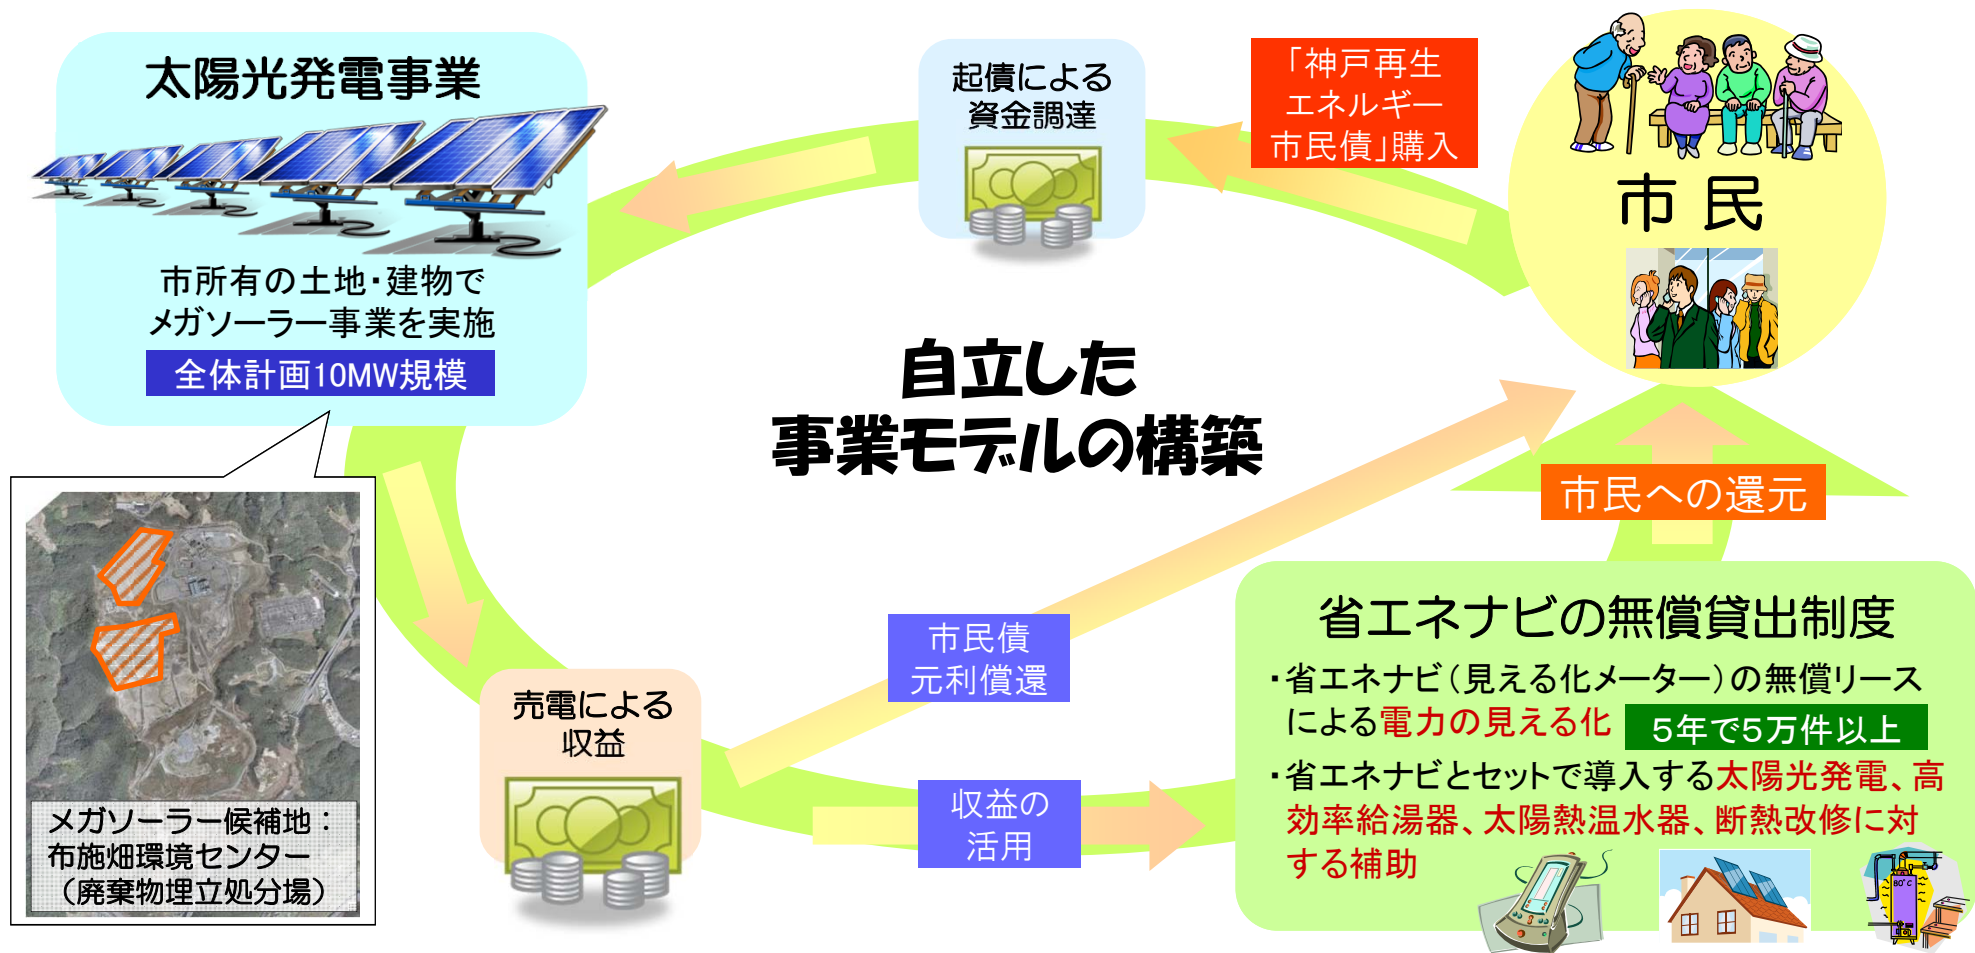 太陽光発電事業
市所有の土地・建物で
メガソーラー事業を実施
全体計画10MW規模
起債による
資金調達
「神戸再生
エネルギー
市民債」購入
市民
自立した
事業モデルの構築
市民への還元
メガソーラー候補地：
布施畑環境センター
（廃棄物埋立処分場）
売電による
収益
市民債
元利償還
収益の
活用
省エネナビの無償貸出制度
・省エネナビ（見える化メーター）の無償リース
による電力の見える化
５年で５万件以上
・省エネナビとセットで導入する太陽光発電、高
効率給湯器、太陽熱温水器、断熱改修に対
する補助
80℃